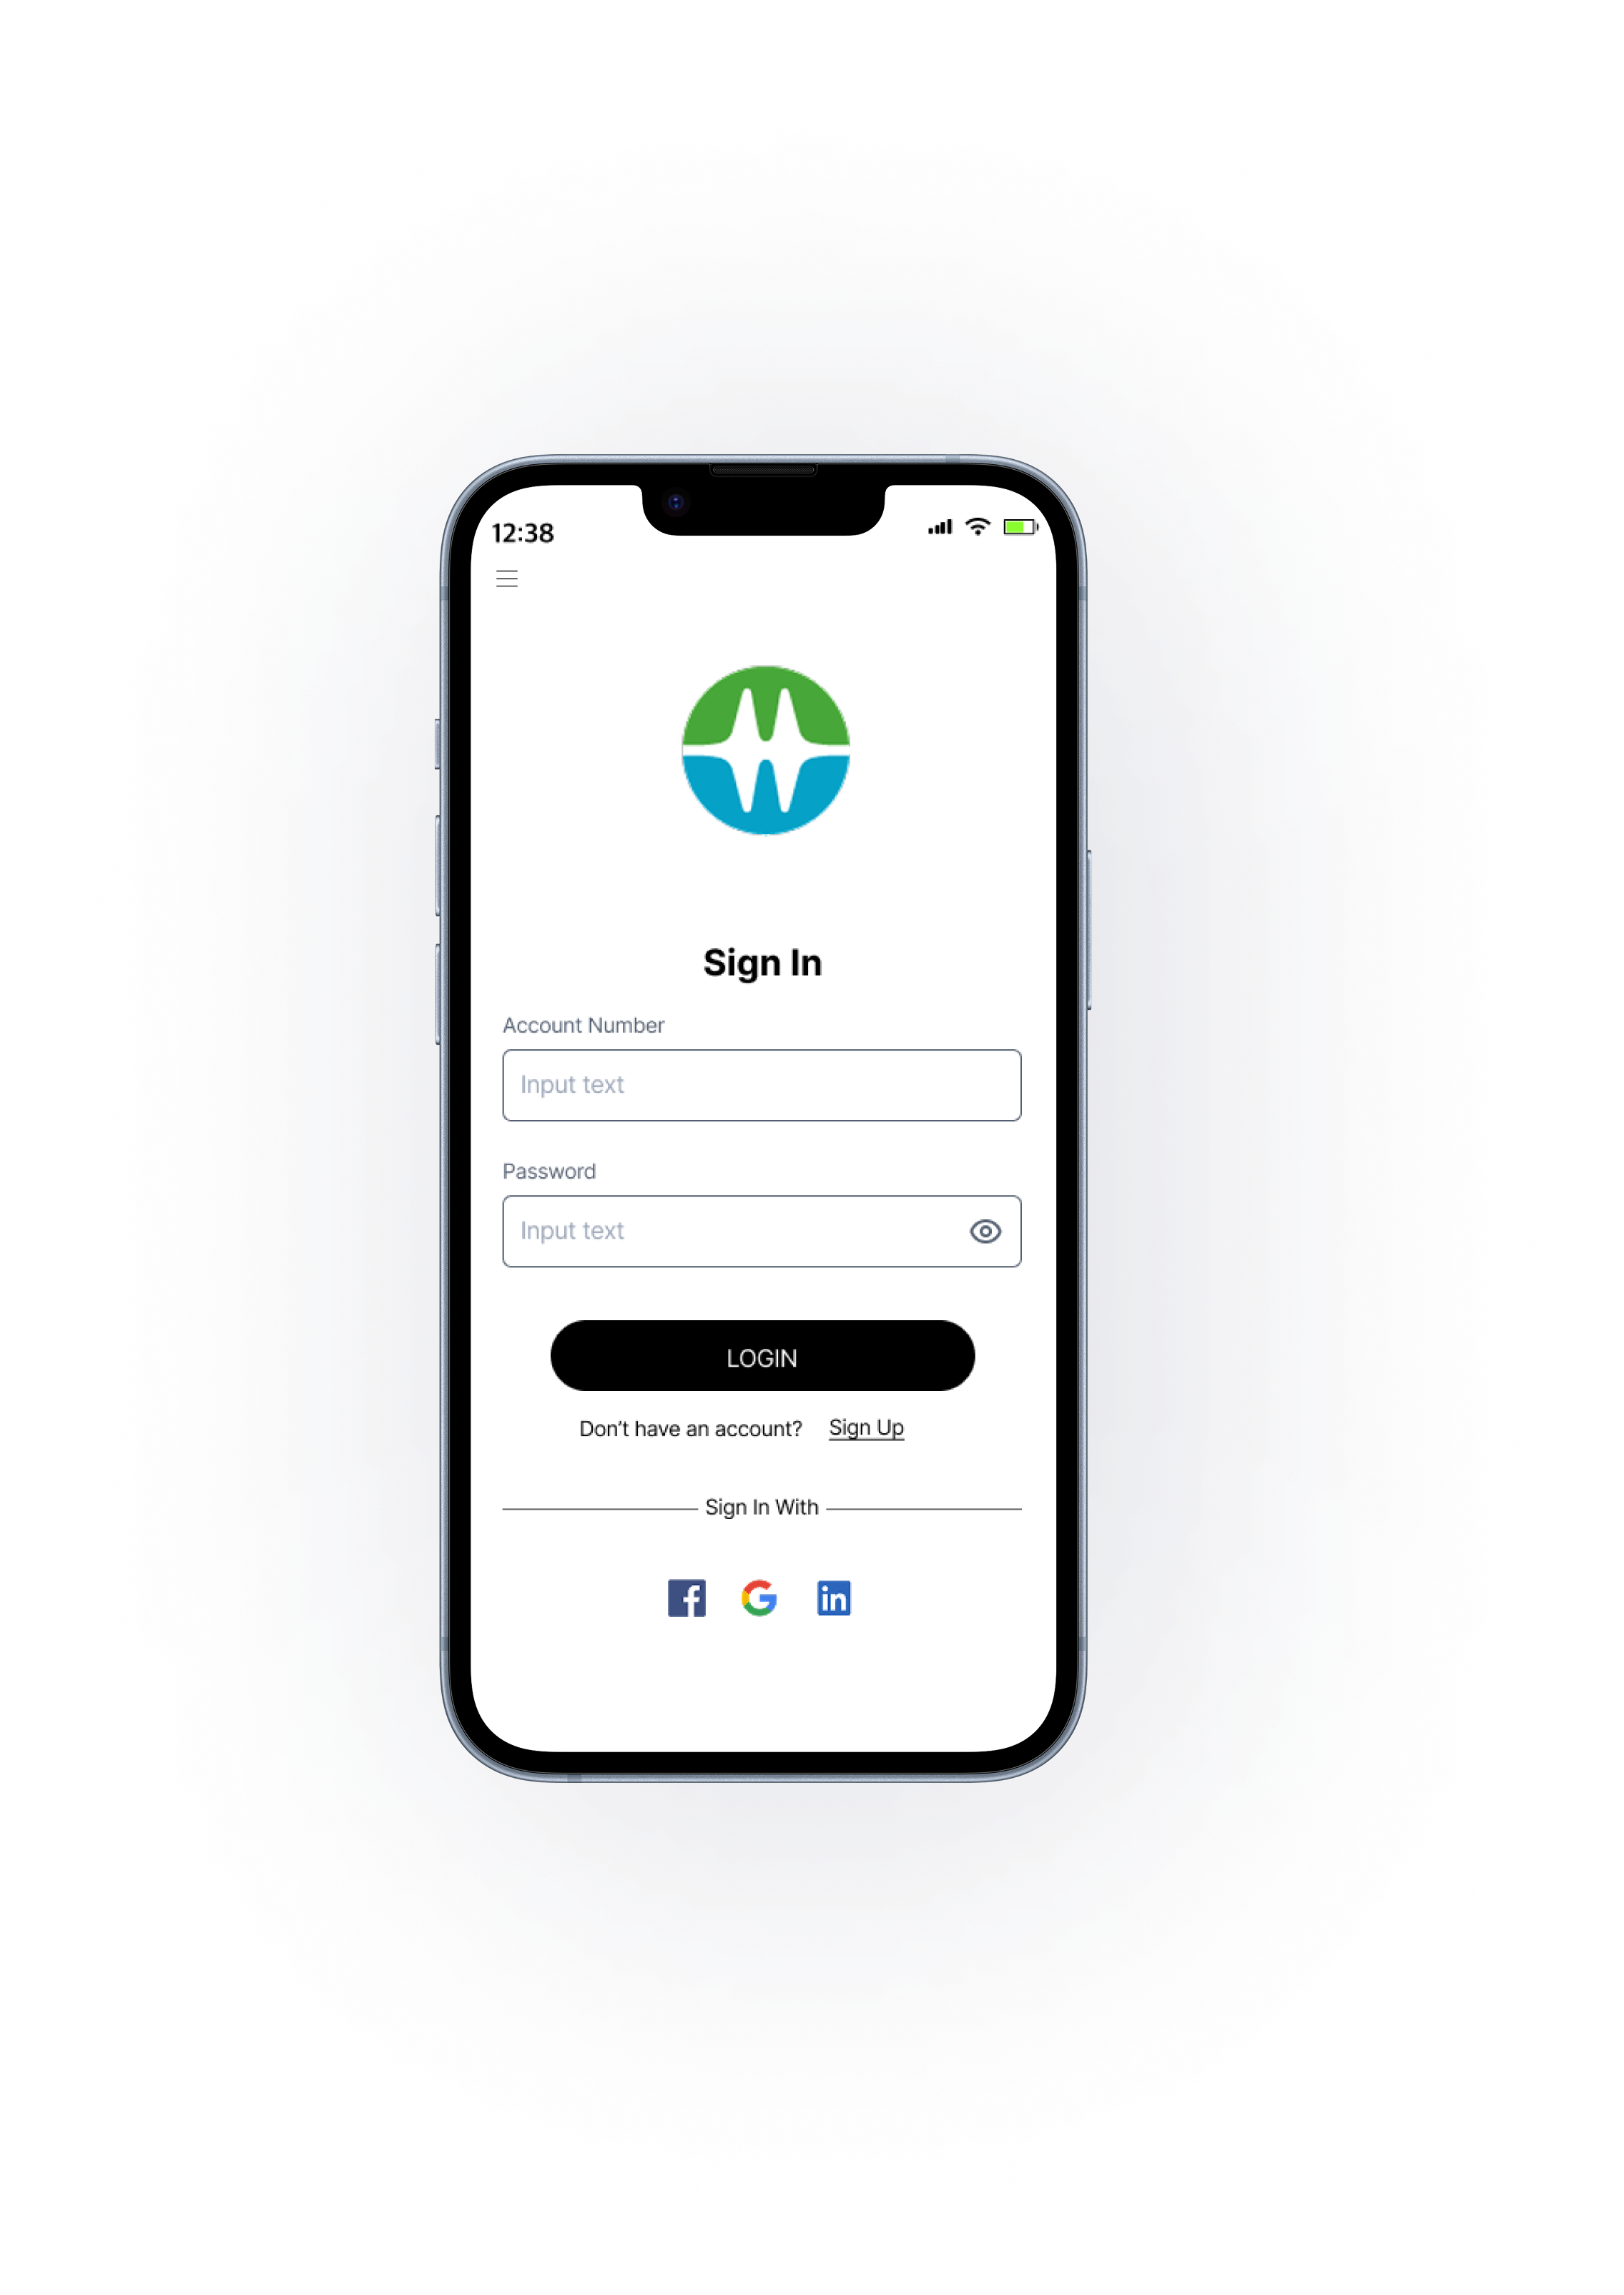 12:38
Sign In
Account Number
Input text
Password
Input text
LOGIN
Don't have an account? Sign Up
Sign In With